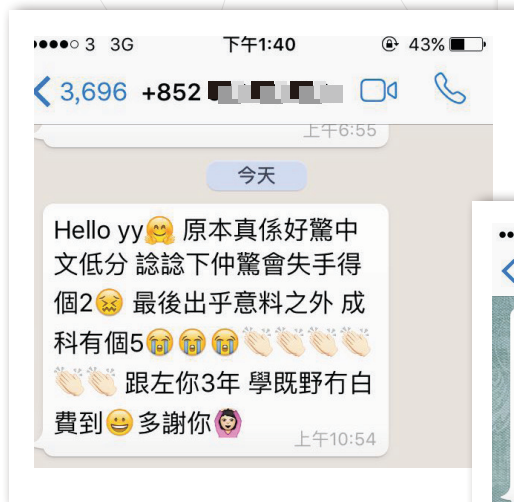 3 3G 下午1:40 43%
3,696 +852
上午6:55
今天
Hello yy🤗 原本真係好驚中
文低分 諗諗下仲驚會失手得
個2😖 最後出乎意料之外 成
科有個5😭😭😭👏🏻👏🏻👏🏻👏🏻
👏🏻👏🏻 跟左你3年 學既野冇白
費到😀多謝你🙆🏻
上午10:54